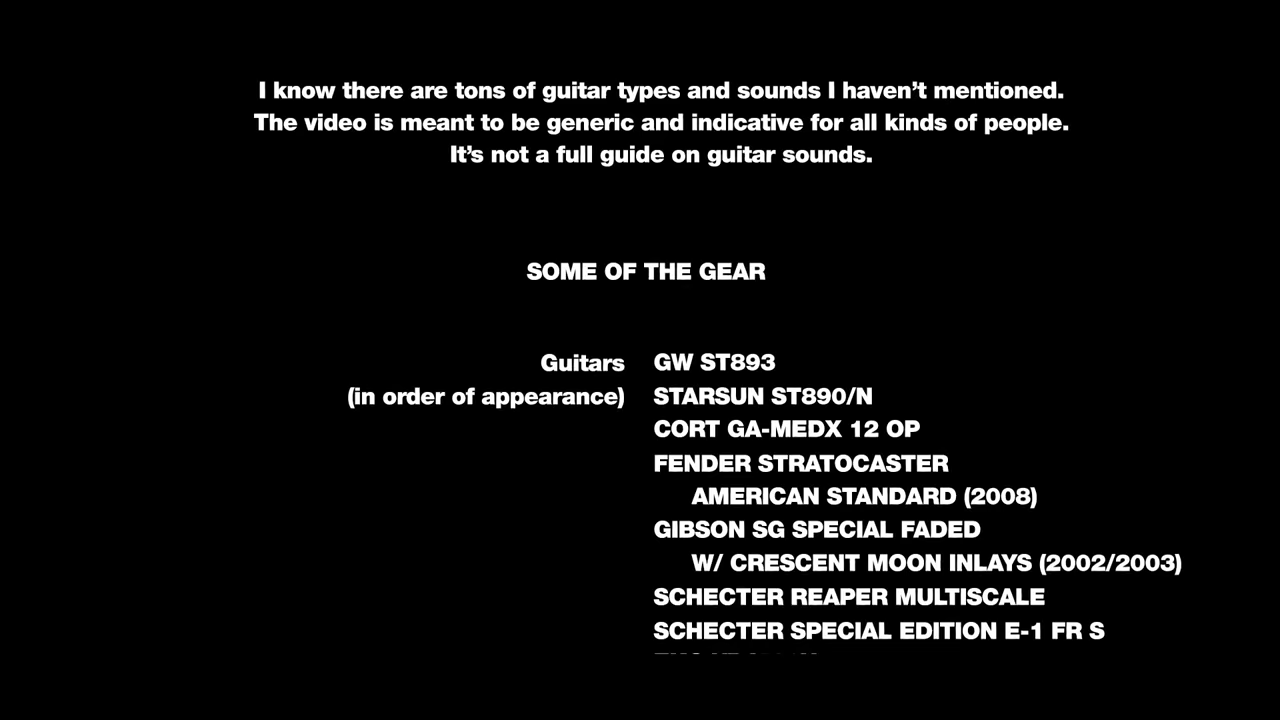 I know there are tons of guitar types and sounds I haven’t mentioned.
The video is meant to be generic and indicative for all kinds of people.
It’s not a full guide on guitar sounds.
SOME OF THE GEAR
Guitars GW ST893
(in order of appearance) STARSUN ST890/N
CORT GA-MEDX 12 OP
FENDER STRATOCASTER
AMERICAN STANDARD (2008)
GIBSON SG SPECIAL FADED
W/ CRESCENT MOON INLAYS (2002/2003)
SCHECTER REAPER MULTISCALE
SCHECTER SPECIAL EDITION E-1 FR S